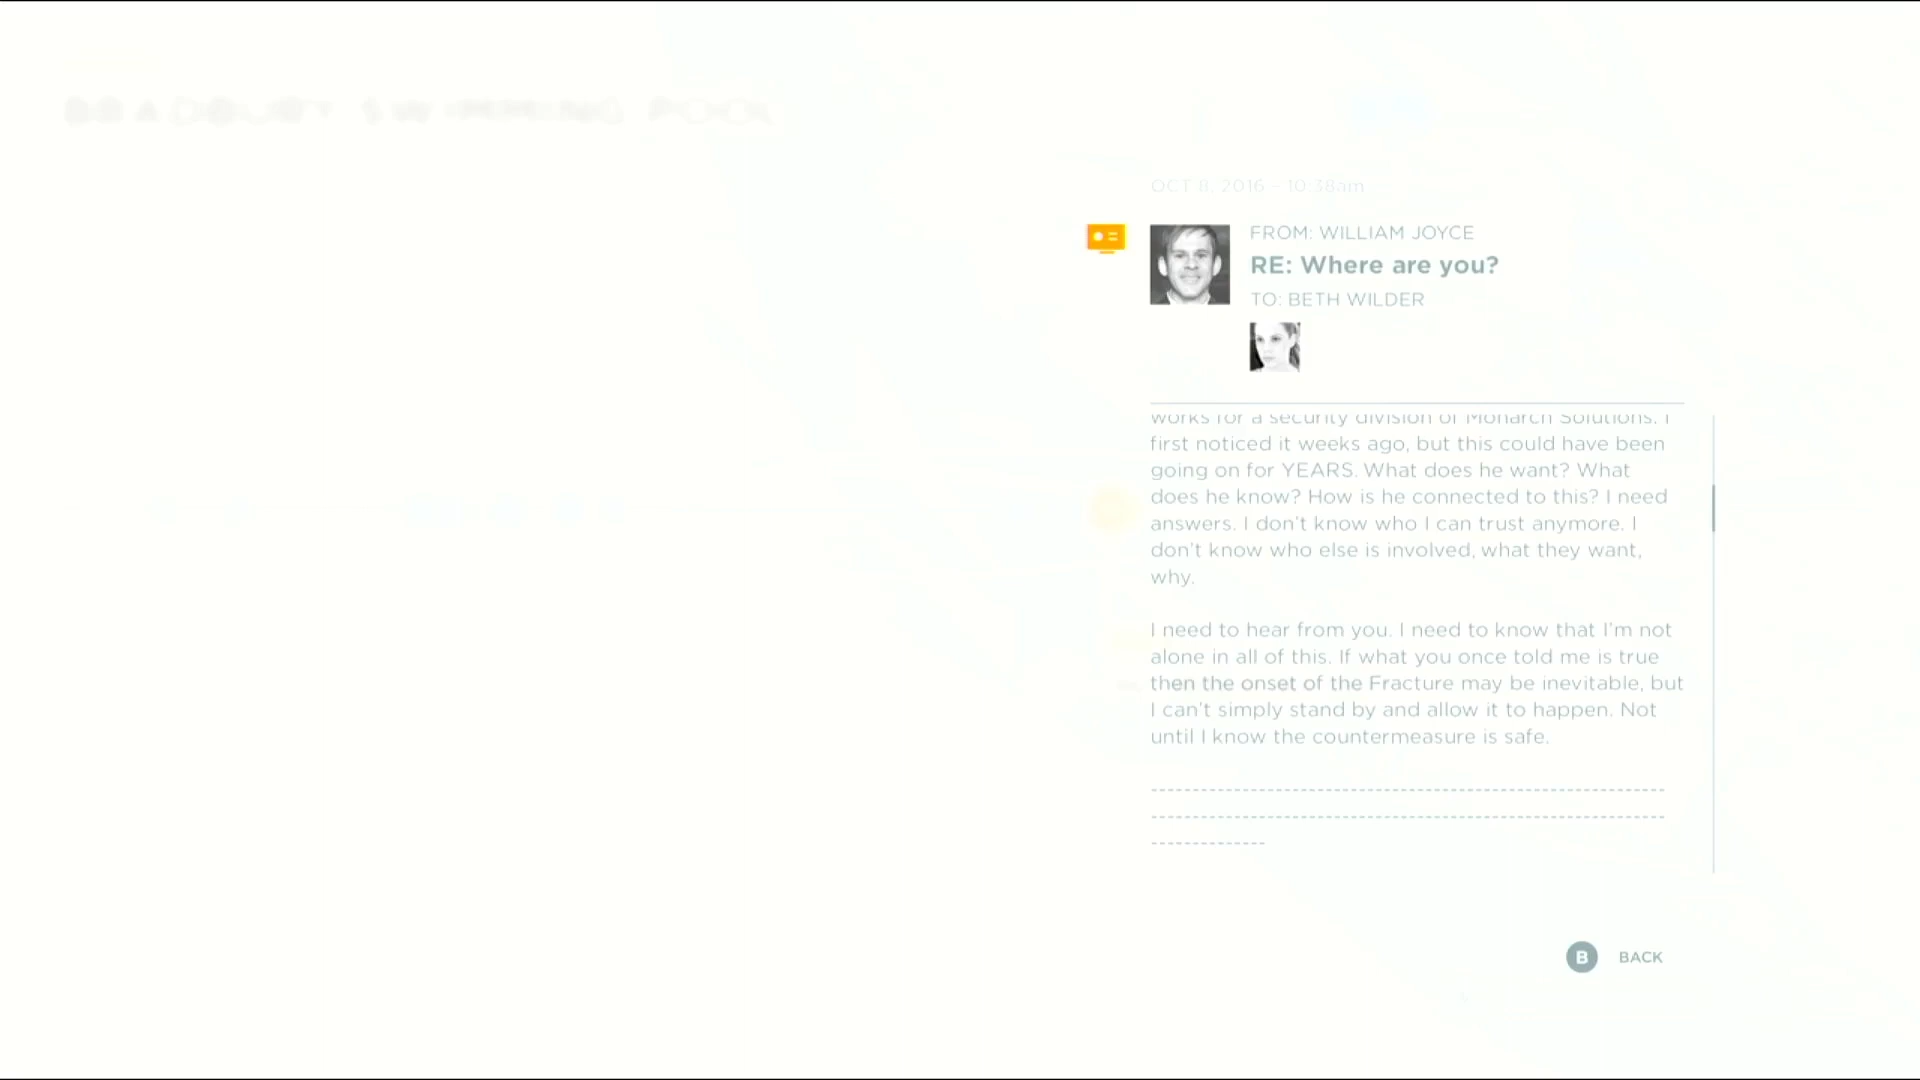 BRADBURY SWIMMING POOL
OCT 8, 2016 - 10:38am
FROM: WILLIAM JOYCE
RE: Where are you?
TO: BETH WILDER
works for a security division of Monarch Solutions. I
first noticed it weeks ago, but this could have been
going on for YEARS. What does he want? What
does he know? How is he connected to this? I need
answers. I don't know who I can trust anymore. I
don't know who else is involved, what they want,
why.
I need to hear from you. I need to know that I'm not
alone in all of this. If what you once told me is true
then the onset of the Fracture may be inevitable, but
I can't simply stand by and allow it to happen. Not
until I know the countermeasure is safe.
B BACK